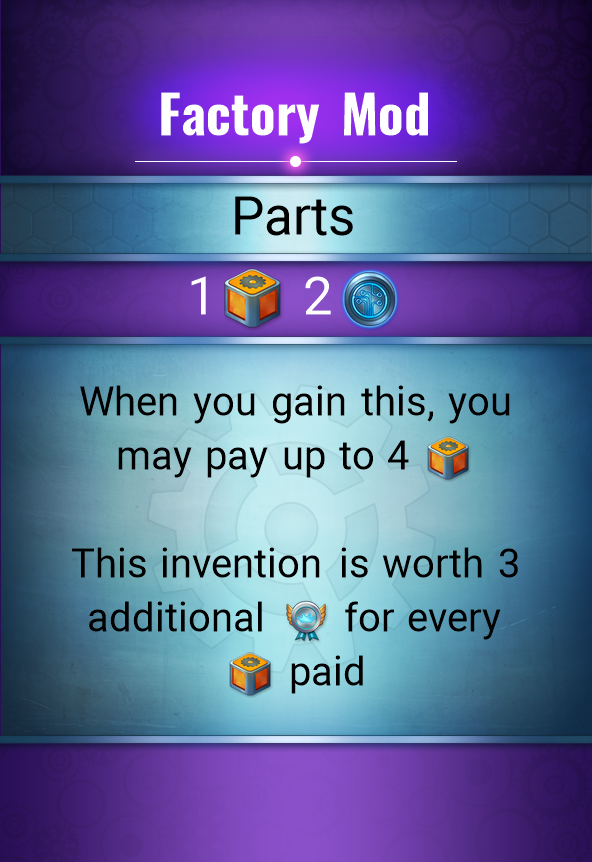 Factory Mod
Parts
1 2
When you gain this, you
may pay up to 4
This invention is worth 3
additional for every
paid